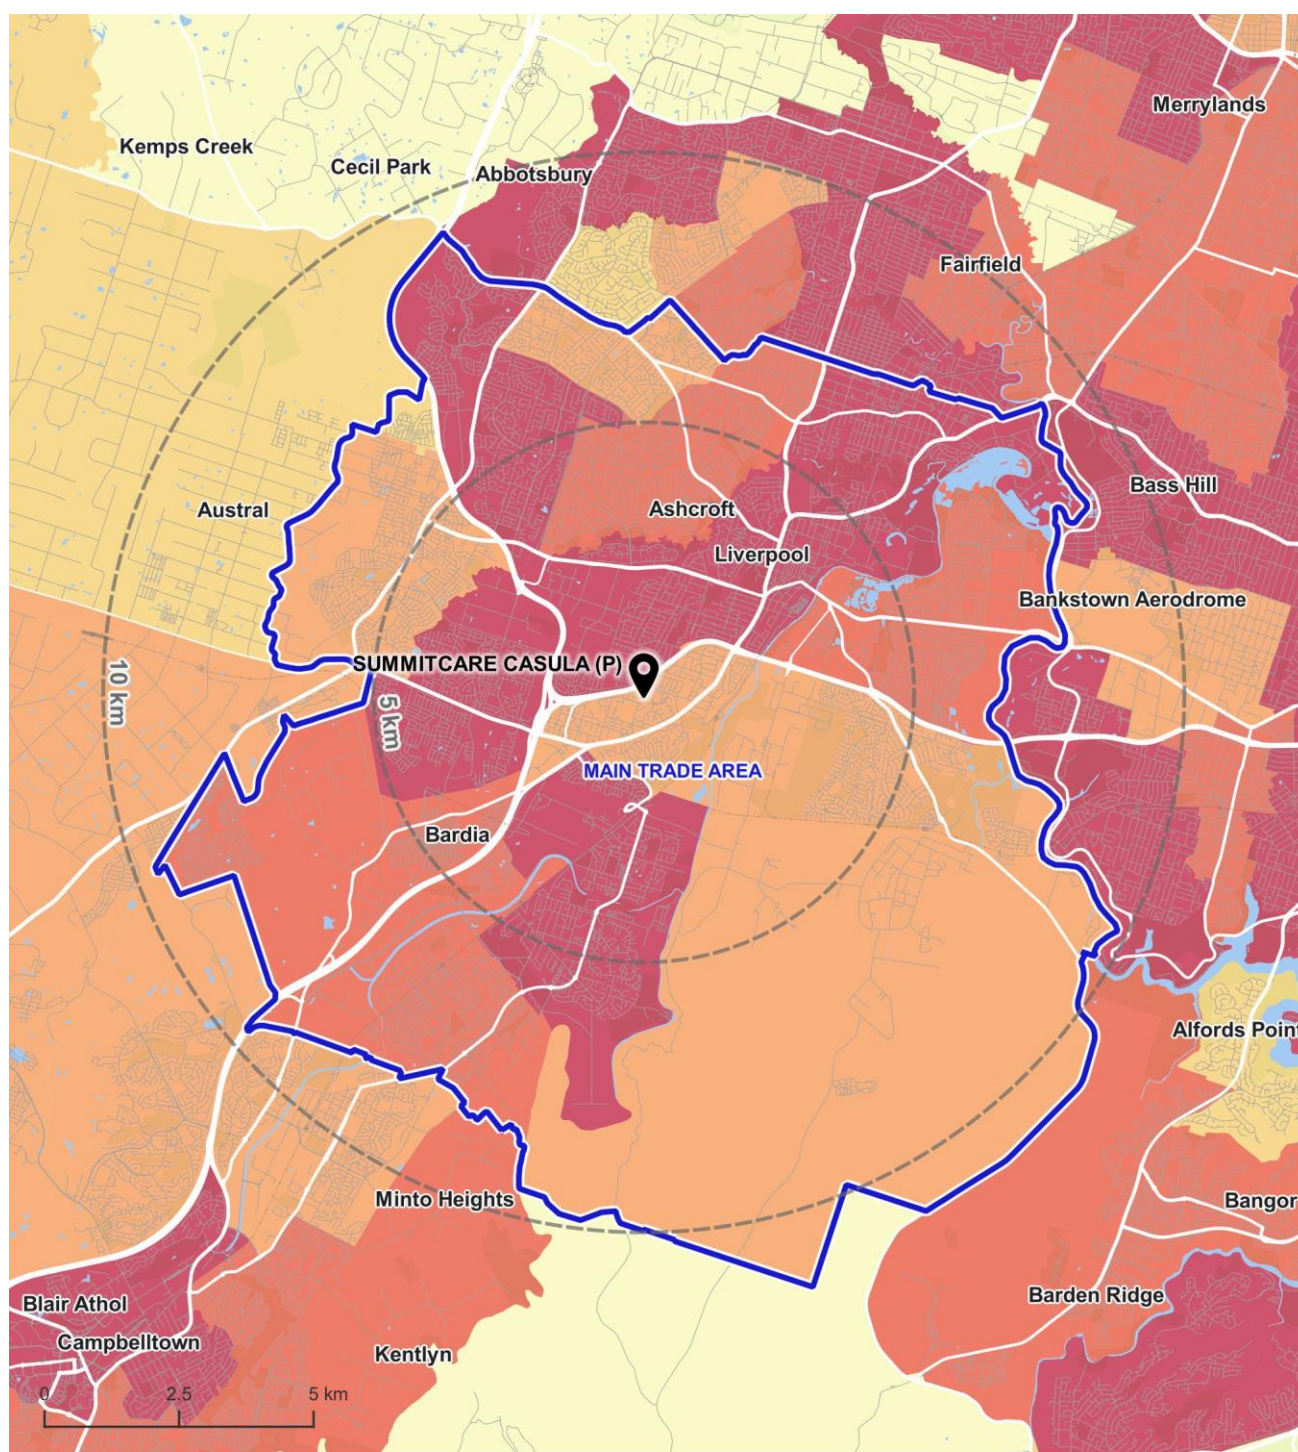 Merrylands
Kemps Creek
Cecil Park
Abbotsbury
Fairfield
Bass Hill
Austral
Ashcroft
Liverpool
Bankstown Aerodrome
SUMMITCARE CASULA (P)
10 km
5 km
MAIN TRADE AREA
Bardia
Alfords Point
Minto Heights
Bangor
Barden Ridge
Blair Athol
Campbelltown
Kentlyn
0 2.5 5 km